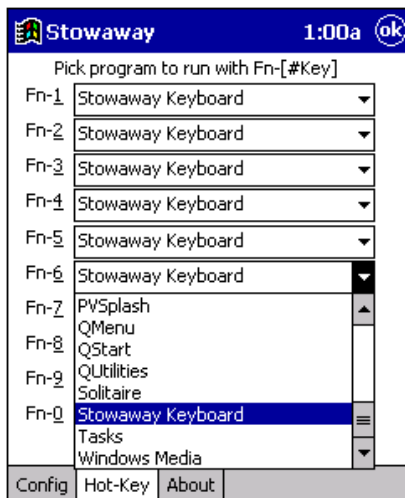 Stowaway 1:00a ok
Pick program to run with Fn-[#Key]
Fn-1 Stowaway Keyboard
Fn-2 Stowaway Keyboard
Fn-3 Stowaway Keyboard
Fn-4 Stowaway Keyboard
Fn-5 Stowaway Keyboard
Fn-6 Stowaway Keyboard
Fn-7 PVSplash
QMenu
Fn-8 QStart
QUtilities
Fn-9 Solitaire
Fn-0 Stowaway Keyboard
Tasks
Windows Media
Config Hot-Key About